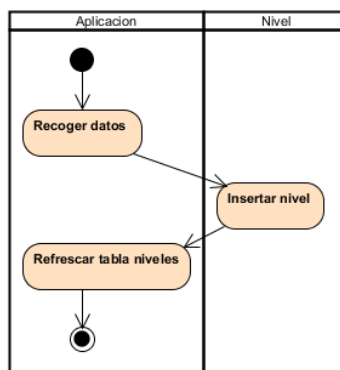 Aplicacion
Nivel
Recoger datos
Insertar nivel
Refrescar tabla niveles